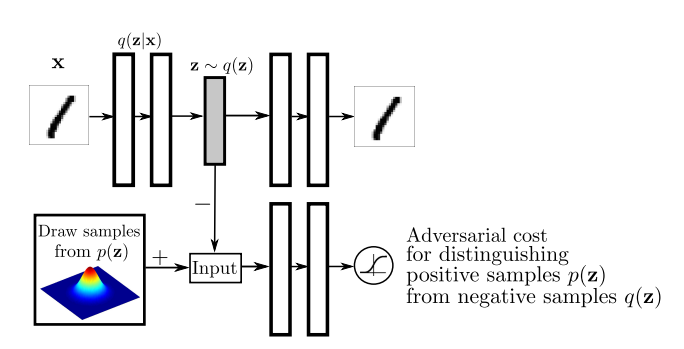 q(z|x)
x
z ∼ q(z)
−
Draw samples
from p(z)
+
Input
Adversarial cost
for distinguishing
positive samples p(z)
from negative samples q(z)